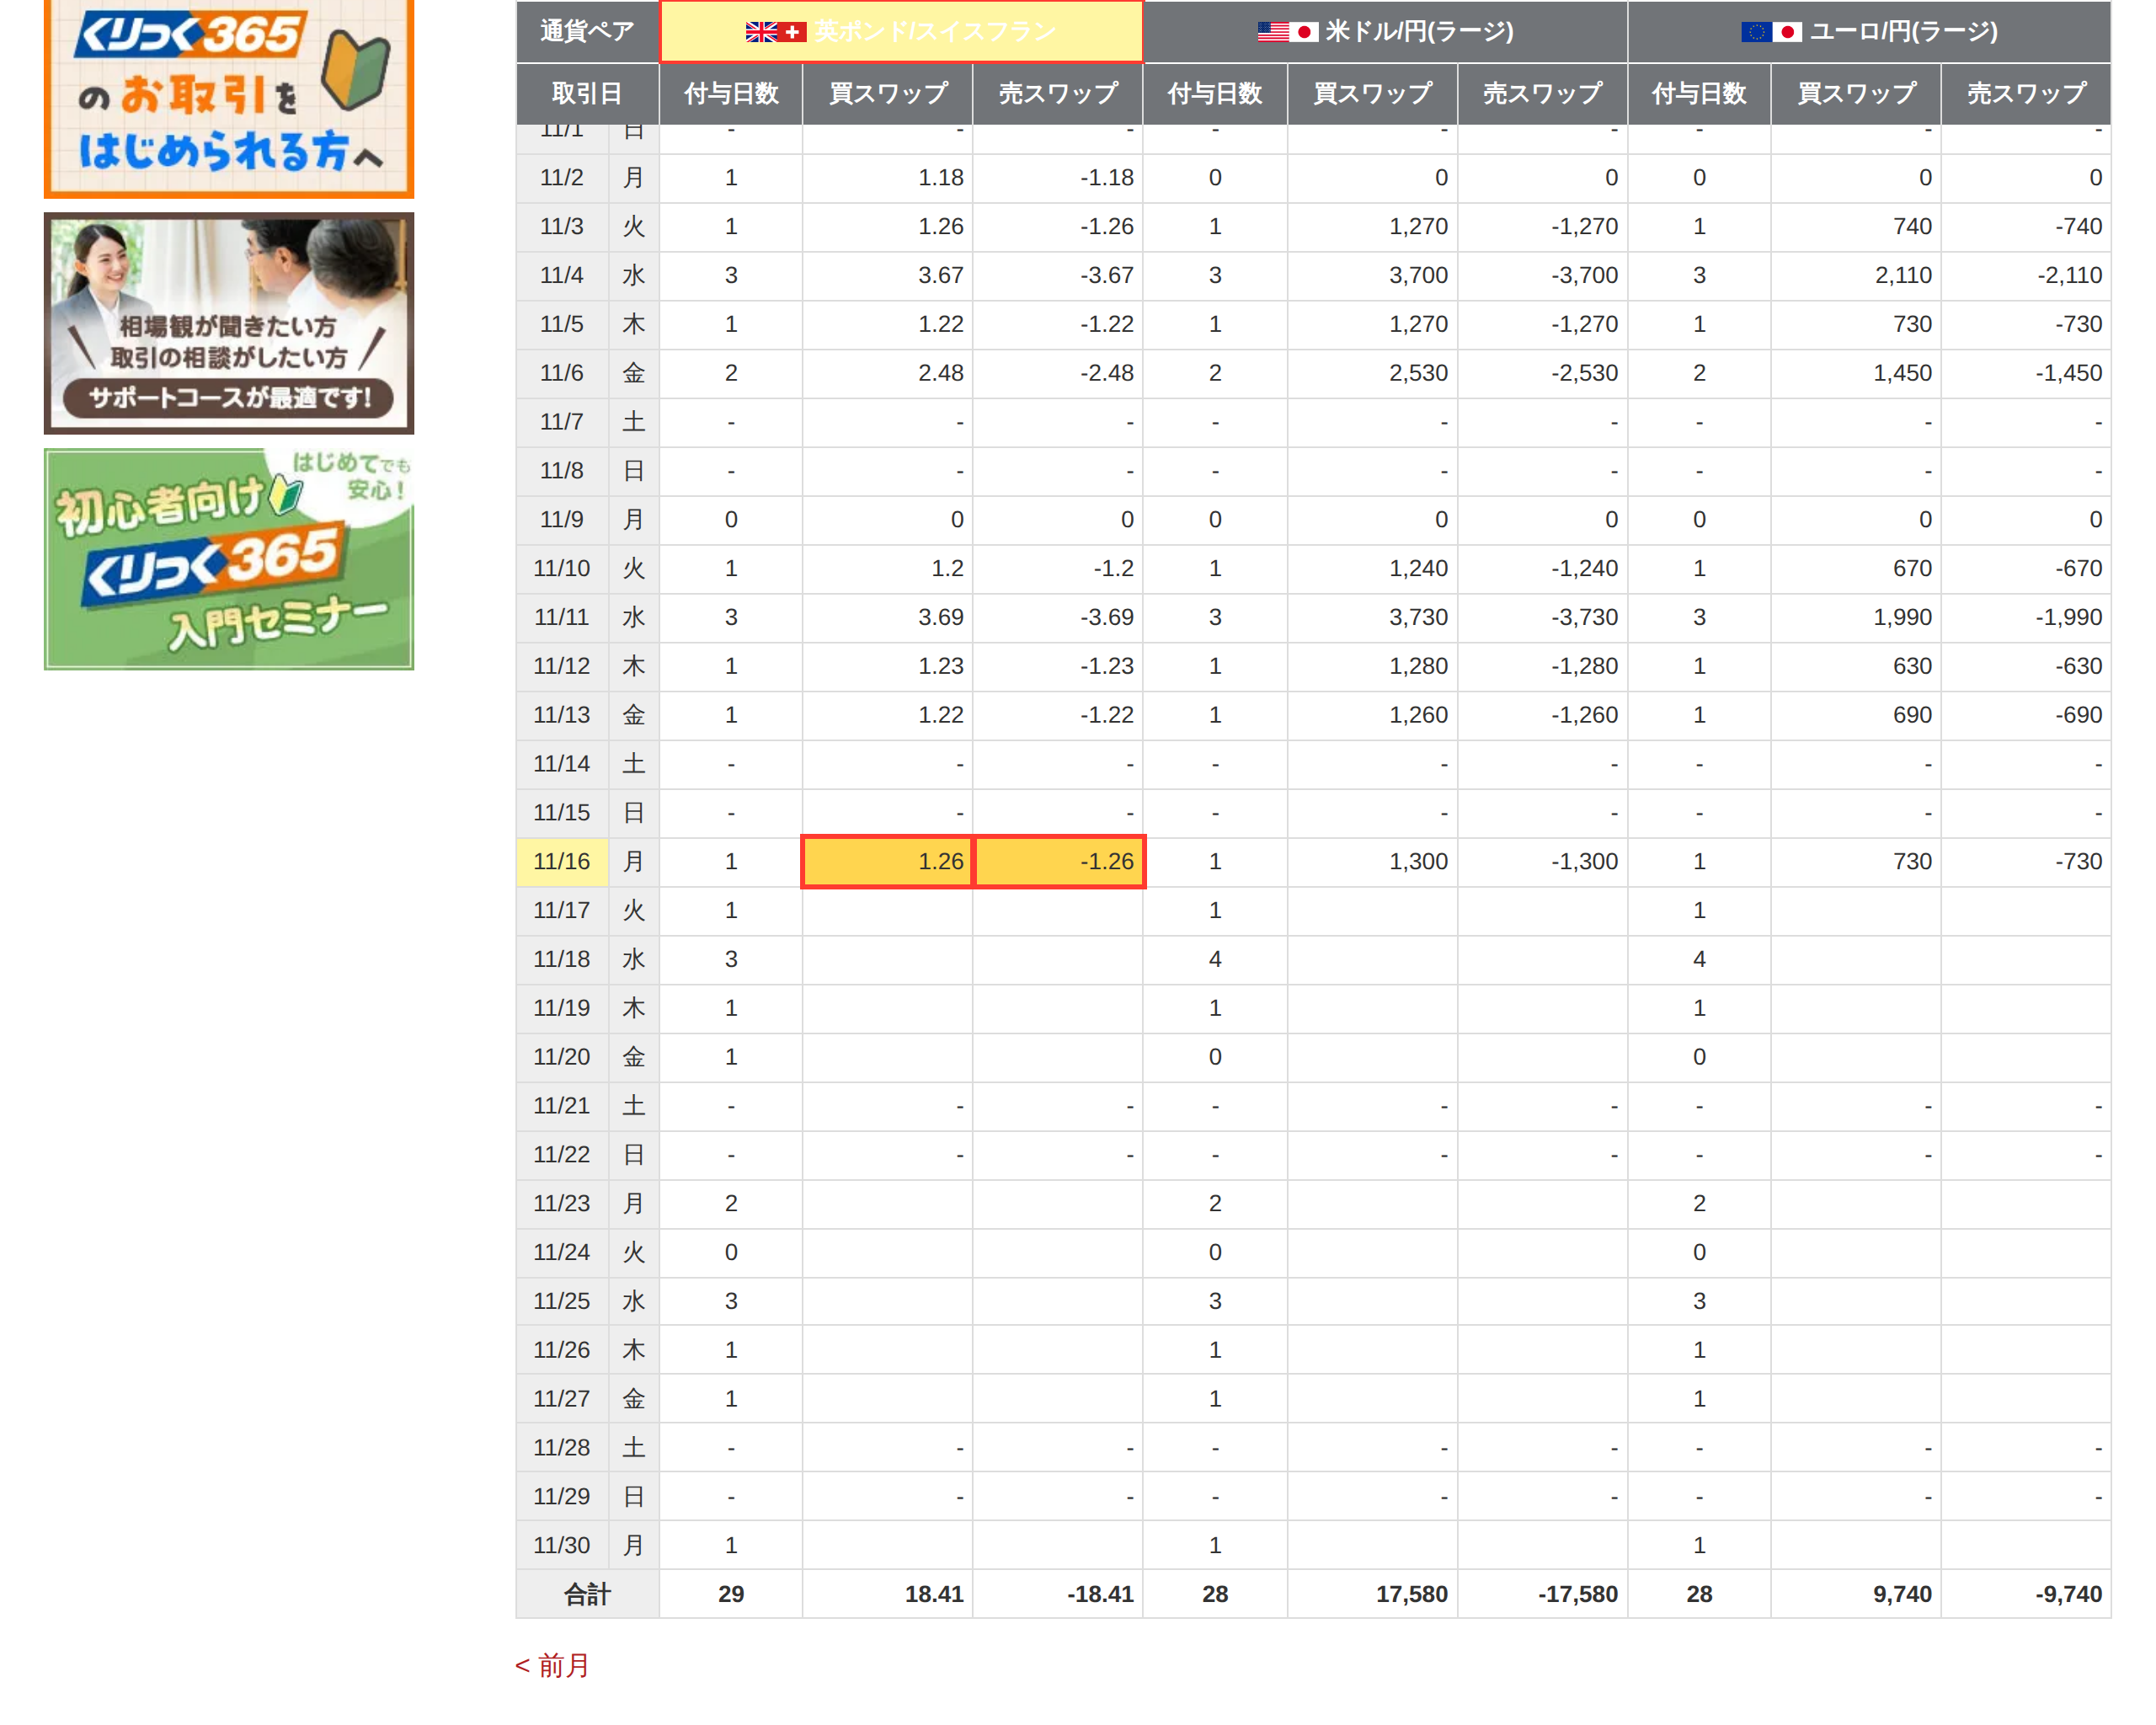 くりっく365
のお取引を
はじめられる方へ
相場観が聞きたい方
取引の相談がしたい方
サポートコースが最適です!
はじめてでも
安心!
初心者向け
くりっく365
入門セミナー
通貨ペア 英ポンド/スイスフラン 米ドル/円(ラージ) ユーロ/円(ラージ)
取引日 付与日数 買スワップ 売スワップ 付与日数 買スワップ 売スワップ 付与日数 買スワップ 売スワップ
11/1 日 - - - - - - - - -
11/2 月 1 1.18 -1.18 0 0 0 0 0 0
11/3 火 1 1.26 -1.26 1 1,270 -1,270 1 740 -740
11/4 水 3 3.67 -3.67 3 3,700 -3,700 3 2,110 -2,110
11/5 木 1 1.22 -1.22 1 1,270 -1,270 1 730 -730
11/6 金 2 2.48 -2.48 2 2,530 -2,530 2 1,450 -1,450
11/7 土 - - - - - - - - -
11/8 日 - - - - - - - - -
11/9 月 0 0 0 0 0 0 0 0 0
11/10 火 1 1.2 -1.2 1 1,240 -1,240 1 670 -670
11/11 水 3 3.69 -3.69 3 3,730 -3,730 3 1,990 -1,990
11/12 木 1 1.23 -1.23 1 1,280 -1,280 1 630 -630
11/13 金 1 1.22 -1.22 1 1,260 -1,260 1 690 -690
11/14 土 - - - - - - - - -
11/15 日 - - - - - - - - -
11/16 月 1 1.26 -1.26 1 1,300 -1,300 1 730 -730
11/17 火 1 1 1
11/18 水 3 4 4
11/19 木 1 1 1
11/20 金 1 0 0
11/21 土 - - - - - - - - -
11/22 日 - - - - - - - - -
11/23 月 2 2 2
11/24 火 0 0 0
11/25 水 3 3 3
11/26 木 1 1 1
11/27 金 1 1 1
11/28 土 - - - - - - - - -
11/29 日 - - - - - - - - -
11/30 月 1 1 1
合計 29 18.41 -18.41 28 17,580 -17,580 28 9,740 -9,740
< 前月